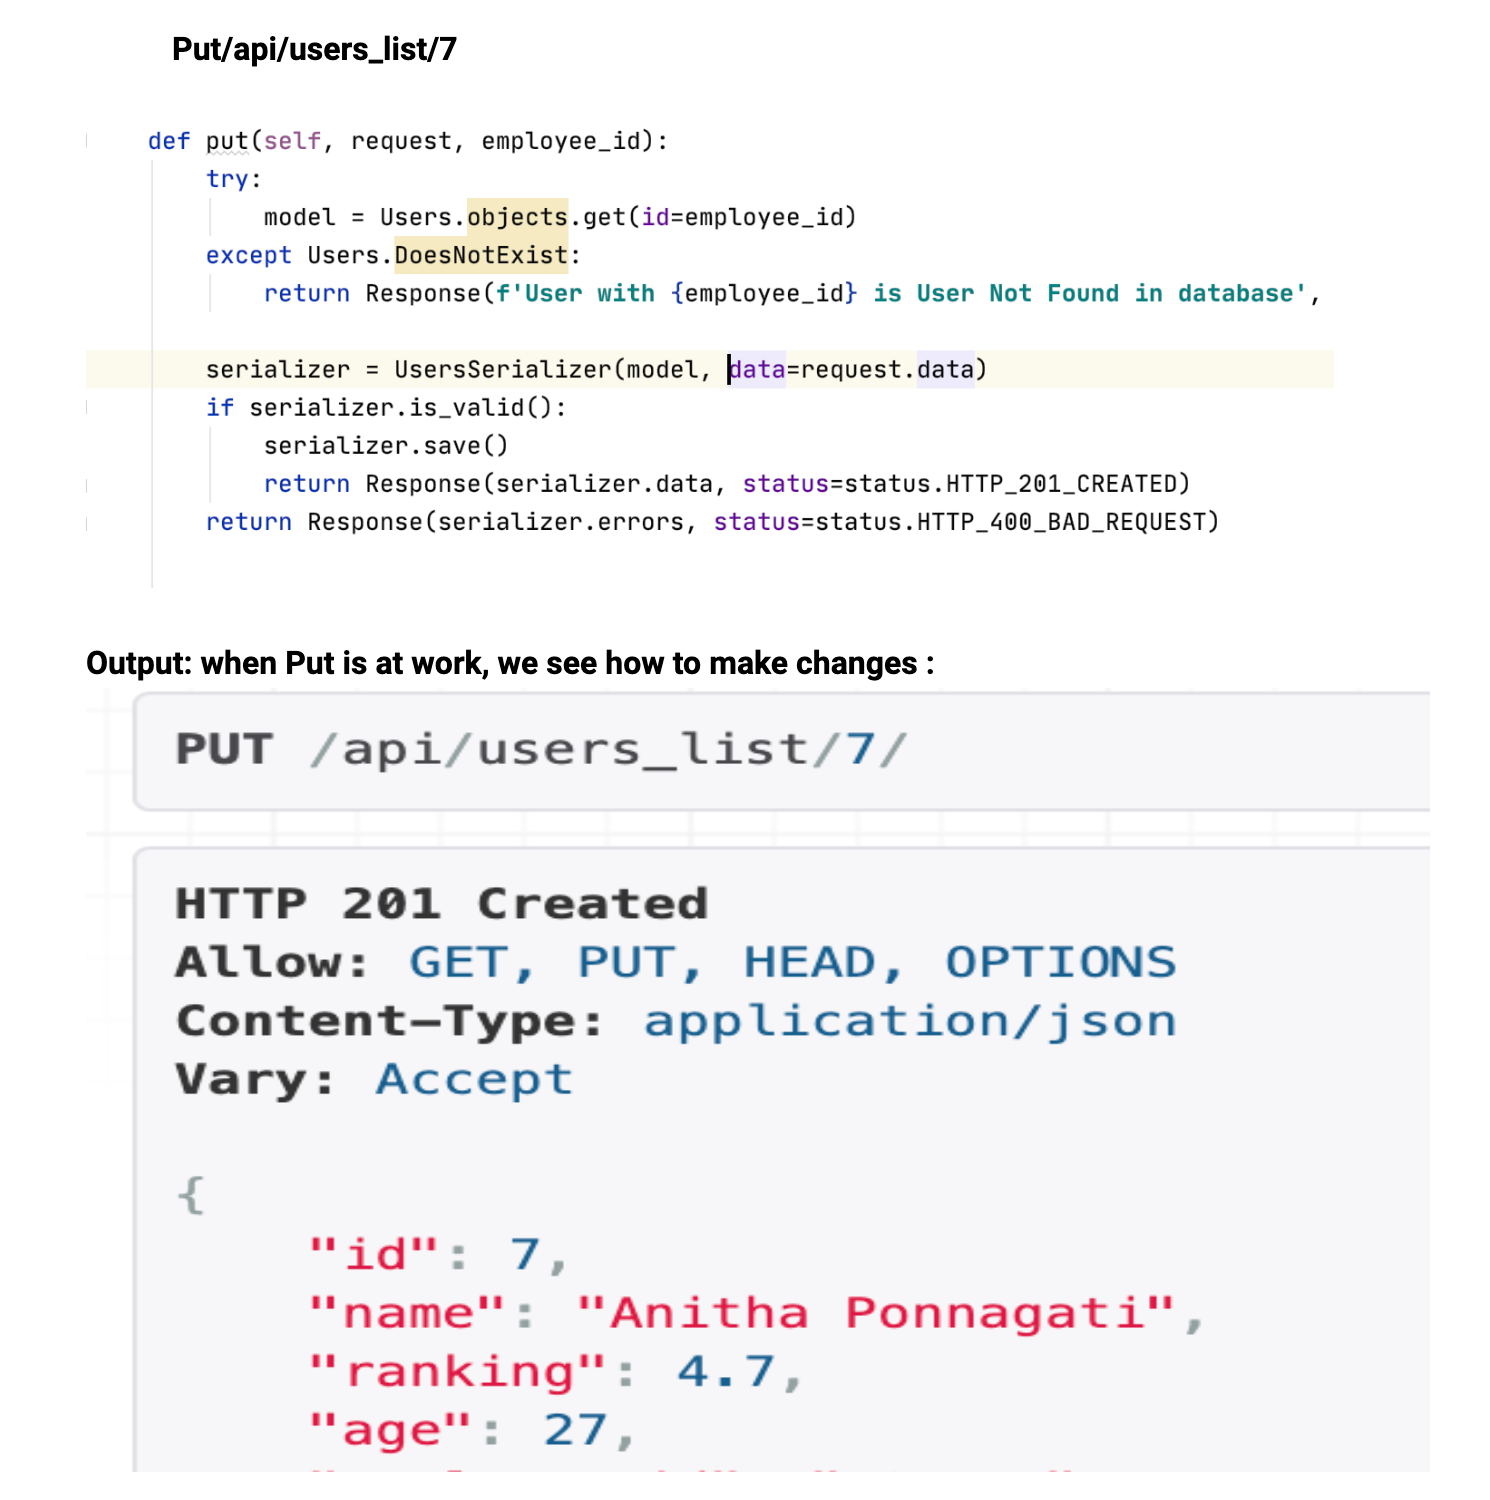 Put/api/users_list/7
def put(self, request, employee_id):
try:
model = Users.objects.get(id=employee_id)
except Users.DoesNotExist:
return Response(f'User with {employee_id} is User Not Found in database',
serializer = UsersSerializer(model, data=request.data)
if serializer.is_valid():
serializer.save()
return Response(serializer.data, status=status.HTTP_201_CREATED)
return Response(serializer.errors, status=status.HTTP_400_BAD_REQUEST)
Output: when Put is at work, we see how to make changes :
PUT /api/users_list/7/
HTTP 201 Created
Allow: GET, PUT, HEAD, OPTIONS
Content-Type: application/json
Vary: Accept
{
"id": 7,
"name": "Anitha Ponnagati",
"ranking": 4.7,
"age": 27,